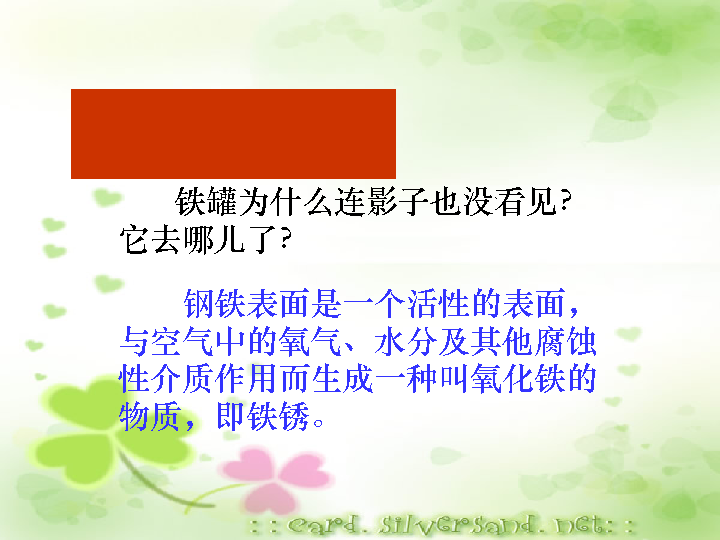 铁罐为什么连影子也没看见?
它去哪儿了?
钢铁表面是一个活性的表面，
与空气中的氧气、水分及其他腐蚀
性介质作用而生成一种叫氧化铁的
物质，即铁锈。
::card.silversand.net::